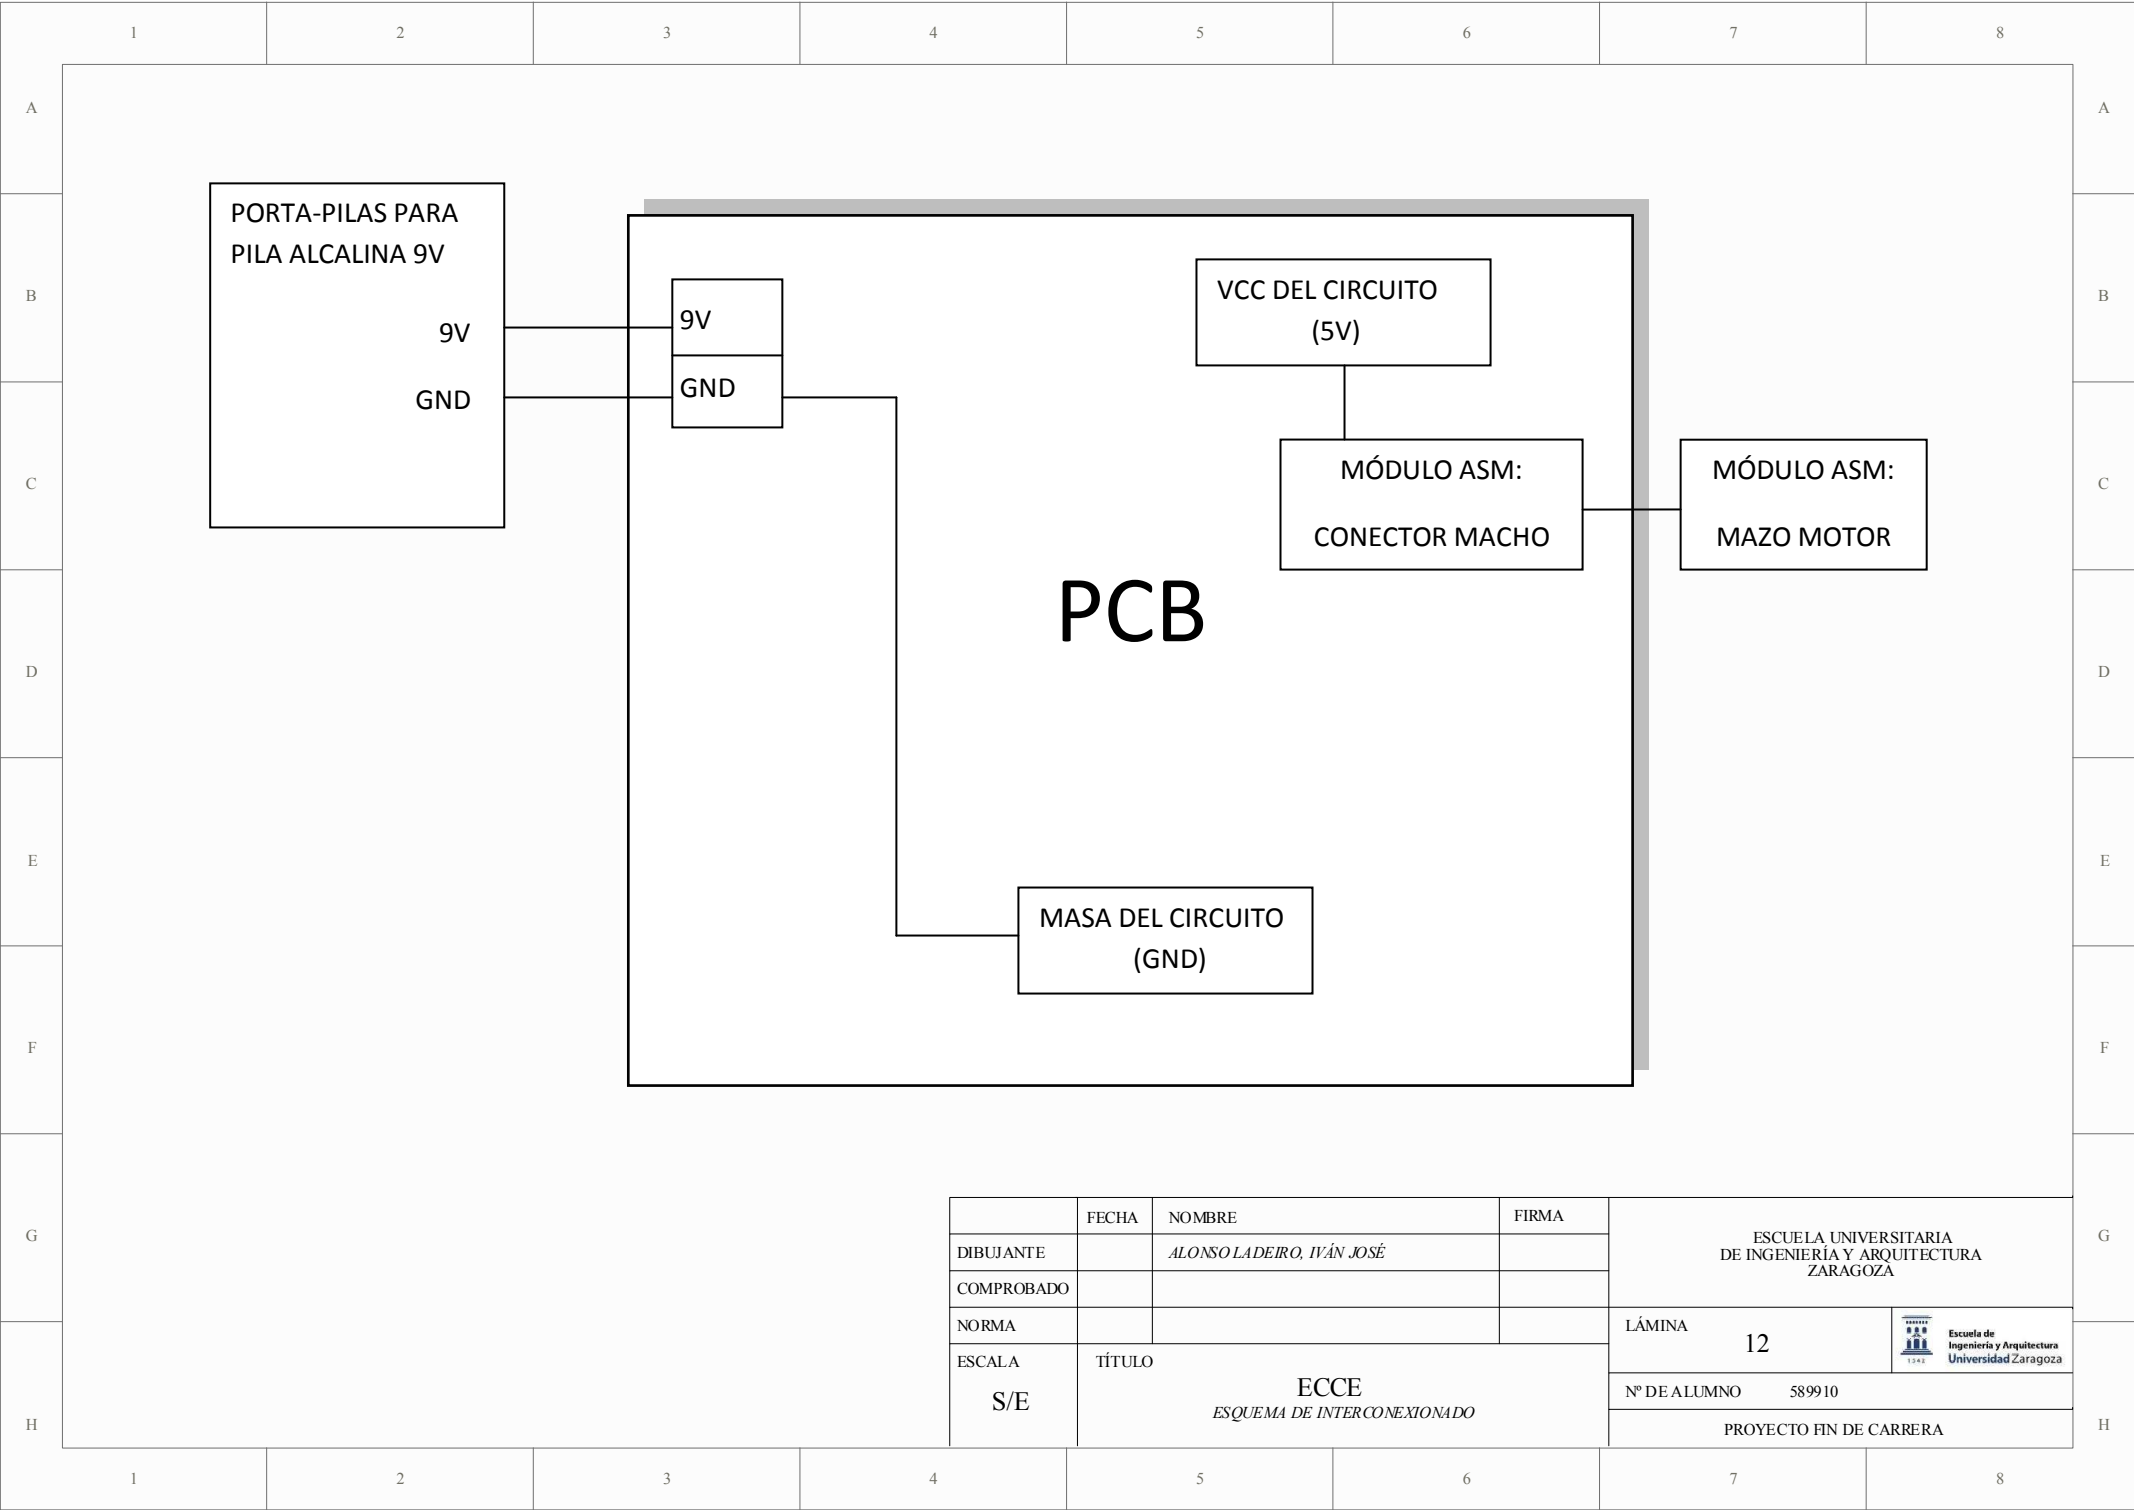 1 2 3 4 5 6 7 8
A A
PORTA-PILAS PARA
PILA ALCALINA 9V
9V
GND
9V
GND
VCC DEL CIRCUITO
(5V)
B B
MÓDULO ASM:
CONECTOR MACHO
MÓDULO ASM:
MAZO MOTOR
C C
PCB
D D
E E
MASA DEL CIRCUITO
(GND)
F F
G G
FECHA NOMBRE FIRMA
DIBUJANTE ALONSO LADEIRO, IVÁN JOSÉ
COMPROBADO
NORMA
ESCALA
S/E
TÍTULO
ECCE
ESQUEMA DE INTERCONEXIONADO
ESCUELA UNIVERSITARIA
DE INGENIERÍA Y ARQUITECTURA
ZARAGOZA
LÁMINA
12
1542
Escuela de
Ingeniería y Arquitectura
Universidad Zaragoza
Nº DE ALUMNO 589910
PROYECTO FIN DE CARRERA
H H
1 2 3 4 5 6 7 8